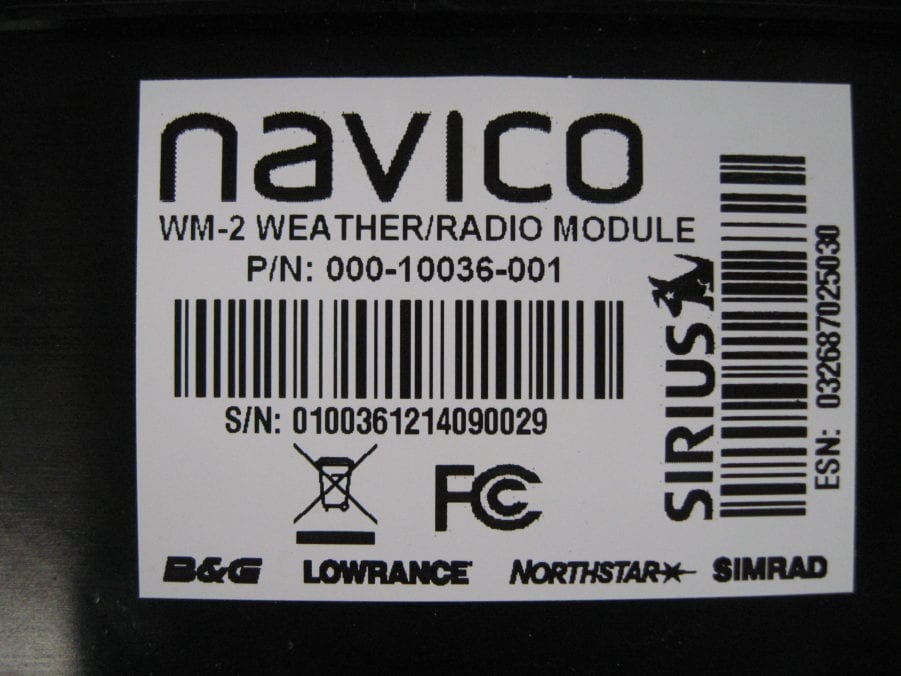 navico
WM-2 WEATHER/RADIO MODULE
P/N: 000-10036-001
S/N: 0100361214090029
FC
SIRIUS
ESN: 032687025030
B&G LOWRANCE NORTHSTAR SIMRAD